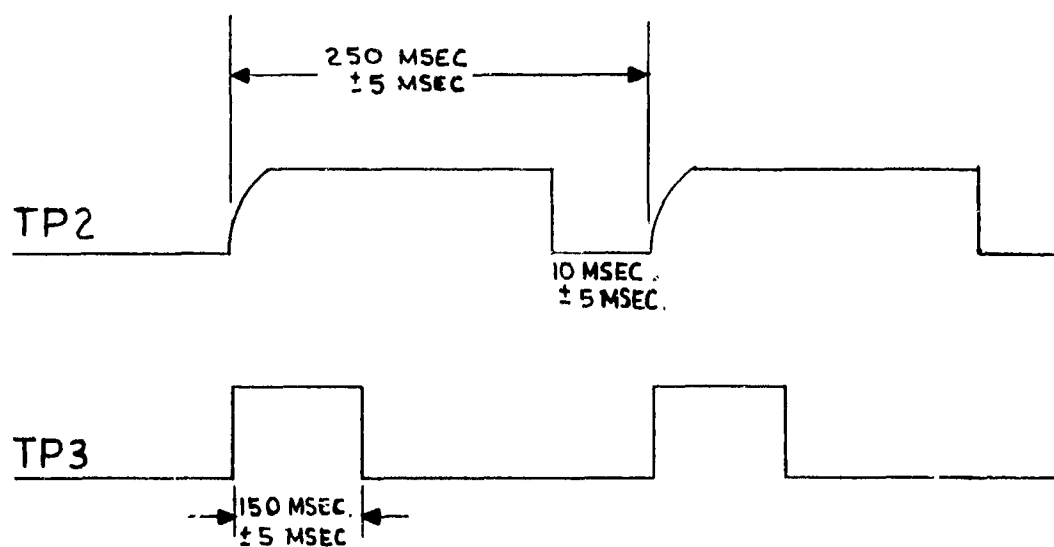 250 MSEC
±5 MSEC
TP2
10 MSEC.
±5 MSEC.
TP3
150 MSEC.
±5 MSEC